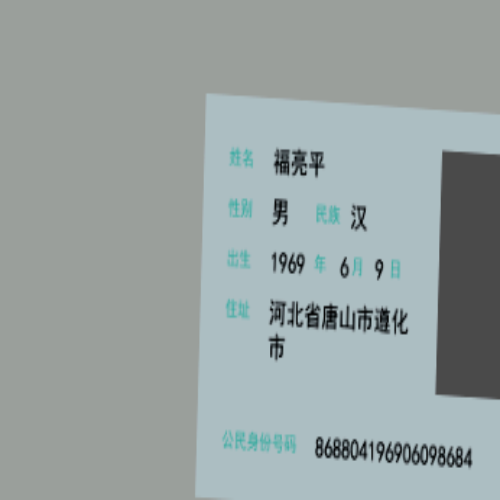 姓名 福亮平
性别 男 民族 汉
出生 1969 年 6月 9日
住址 河北省唐山市遵化
市
公民身份号码 868804196906098684